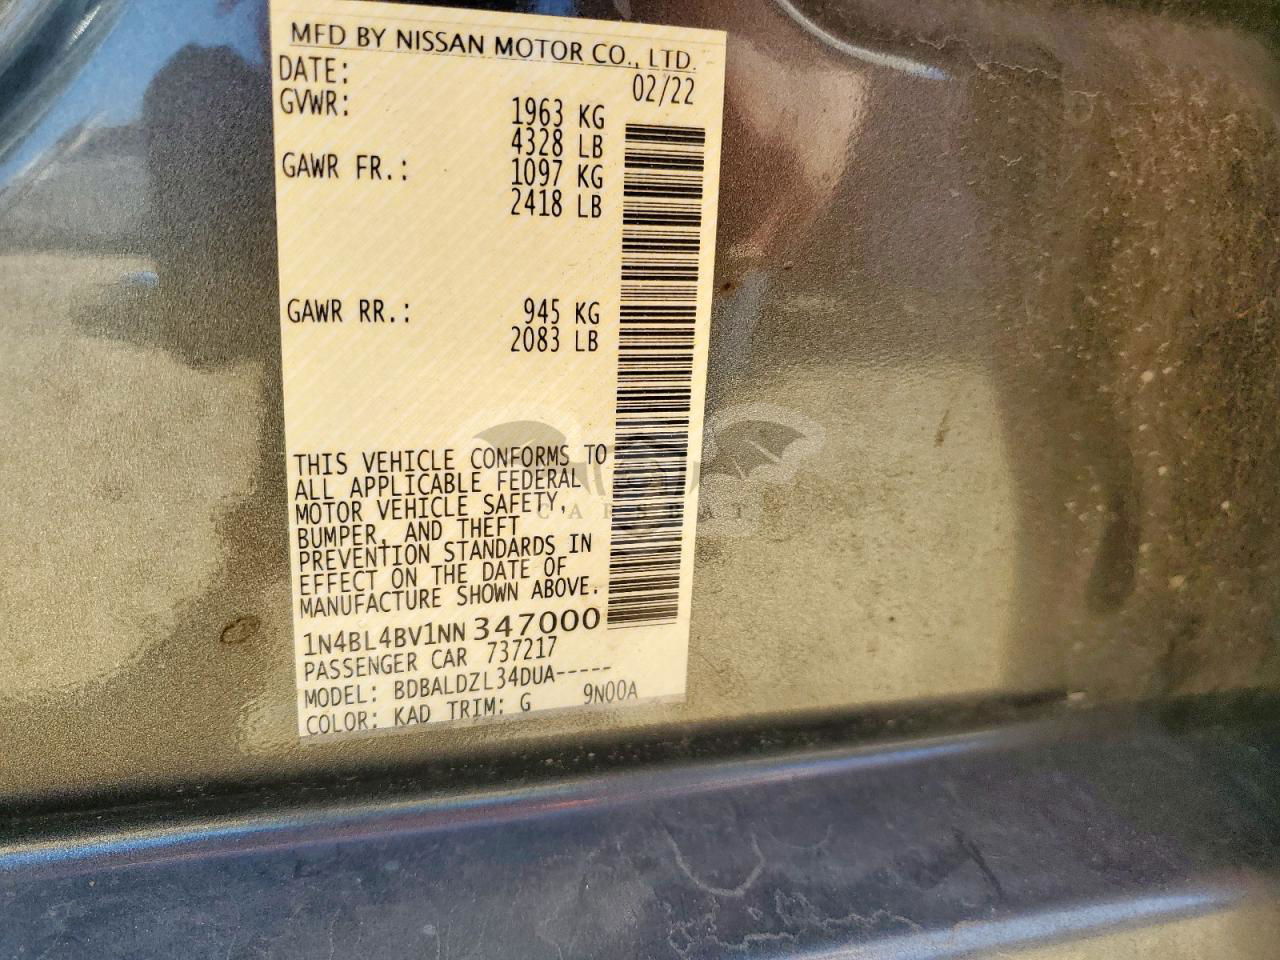 MFD BY NISSAN MOTOR CO., LTD.
DATE: 02/22
GVWR: 1963 KG
4328 LB
GAWR FR.: 1097 KG
2418 LB
GAWR RR.: 945 KG
2083 LB
THIS VEHICLE CONFORMS TO
ALL APPLICABLE FEDERAL
MOTOR VEHICLE SAFETY,
BUMPER, AND THEFT
PREVENTION STANDARDS IN
EFFECT ON THE DATE OF
MANUFACTURE SHOWN ABOVE.
1N4BL4BV1NN347000
PASSENGER CAR 737217
MODEL: BDBALDZL34DUA-----
COLOR: KAD TRIM: G 9N00A